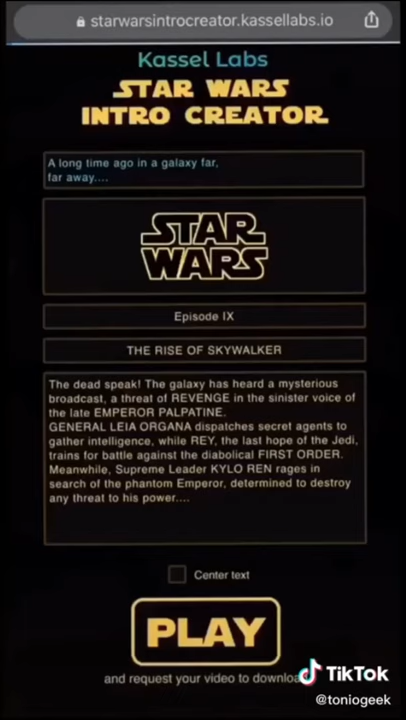 starwarsintrocreator.kassellabs.io
Kassel Labs
STAR WARS
INTRO CREATOR
A long time ago in a galaxy far,
far away....
STAR
WARS
Episode IX
THE RISE OF SKYWALKER
The dead speak! The galaxy has heard a mysterious
broadcast, a threat of REVENGE in the sinister voice of
the late EMPEROR PALPATINE.
GENERAL LEIA ORGANA dispatches secret agents to
gather intelligence, while REY, the last hope of the Jedi,
trains for battle against the diabolical FIRST ORDER.
Meanwhile, Supreme Leader KYLO REN rages in
search of the phantom Emperor, determined to destroy
any threat to his power....
Center text
PLAY
and request your video to download
TikTok
@toniogeek